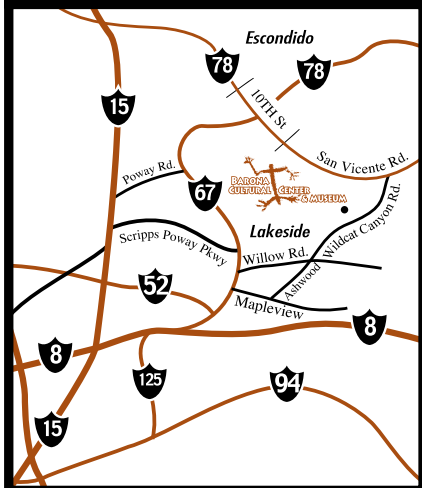 Escondido
78
78
15
10TH St
San Vicente Rd.
Poway Rd.
BARONA
CULTURAL CENTER
& MUSEUM
67
Wildcat Canyon Rd.
Lakeside
Scripps Poway Pkwy
Willow Rd.
Ashwood
52
Mapleview
8
8
125
94
15